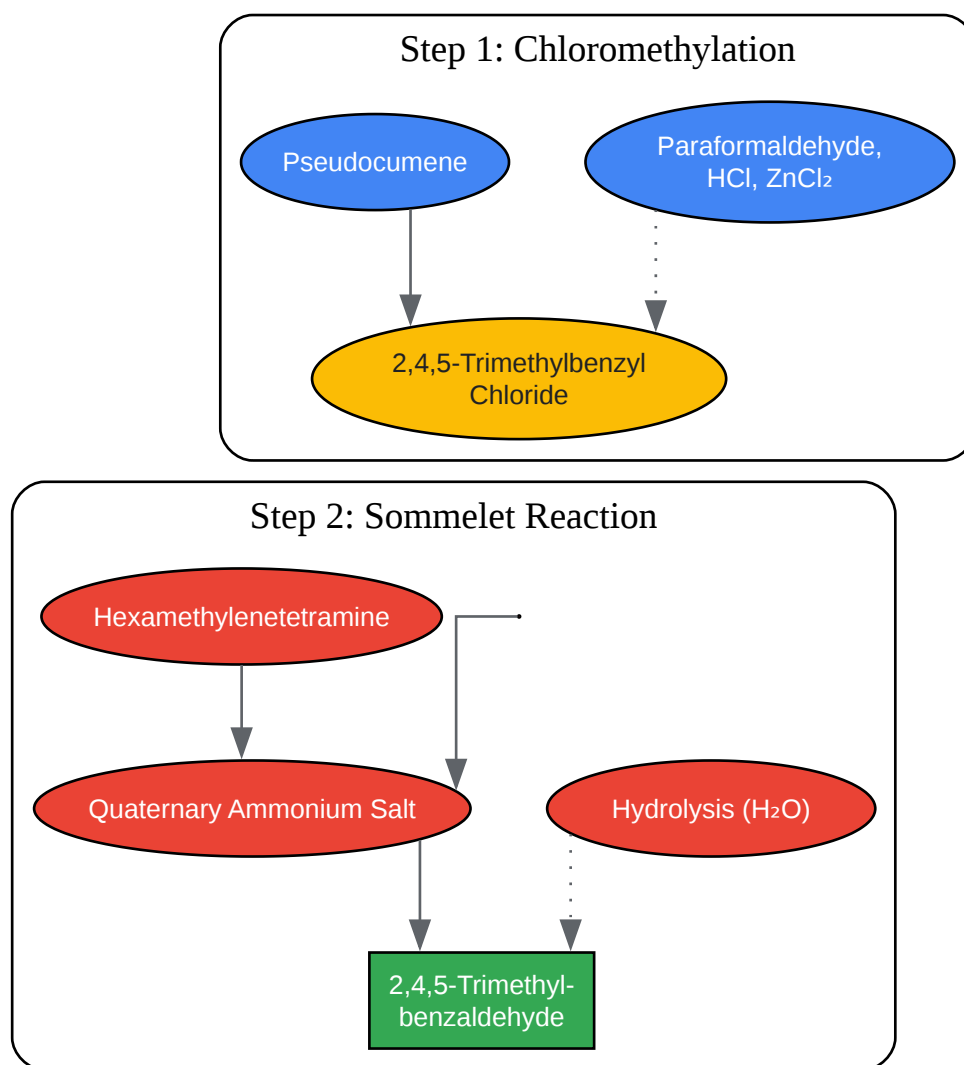 Step 1: Chloromethylation
Pseudocumene
Paraformaldehyde,
HCl, ZnCl₂
2,4,5-Trimethylbenzyl
Chloride
Step 2: Sommelet Reaction
Hexamethylenetetramine
Quaternary Ammonium Salt
Hydrolysis (H₂O)
2,4,5-Trimethyl-
benzaldehyde